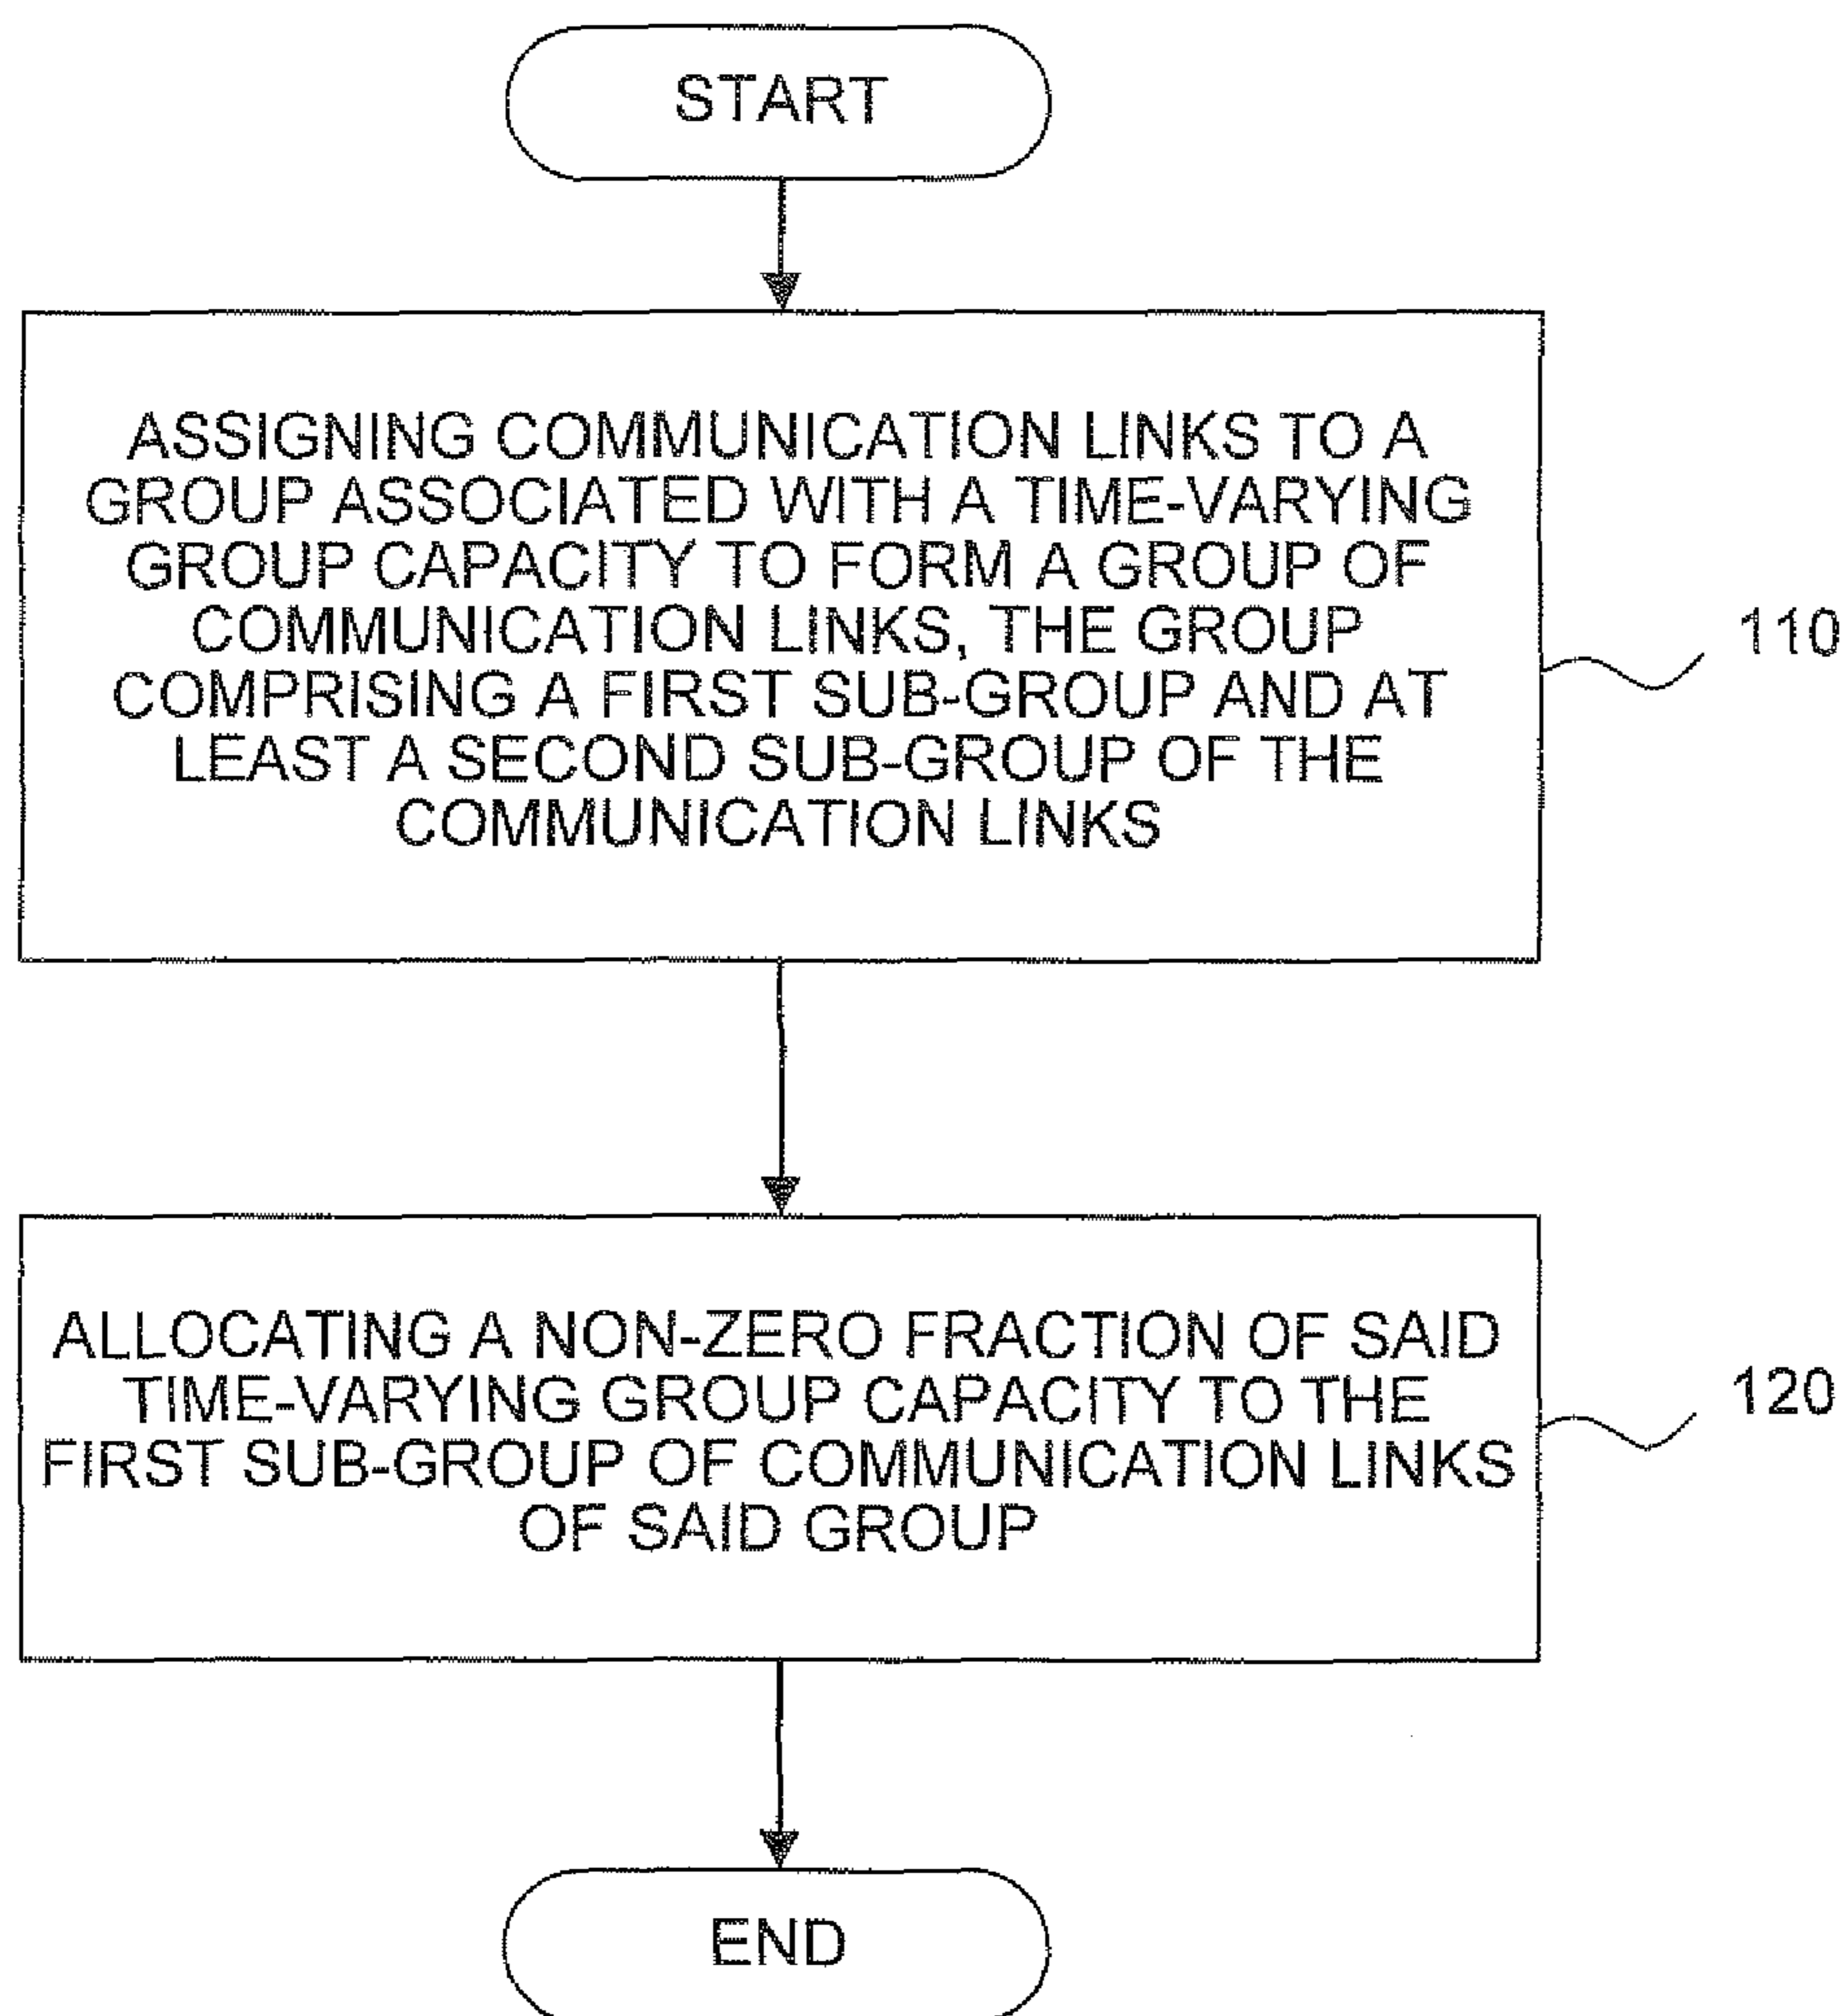 START
ASSIGNING COMMUNICATION LINKS TO A
GROUP ASSOCIATED WITH A TIME-VARYING
GROUP CAPACITY TO FORM A GROUP OF
COMMUNICATION LINKS, THE GROUP
COMPRISING A FIRST SUB-GROUP AND AT
LEAST A SECOND SUB-GROUP OF THE
COMMUNICATION LINKS
110
ALLOCATING A NON-ZERO FRACTION OF SAID
TIME-VARYING GROUP CAPACITY TO THE
FIRST SUB-GROUP OF COMMUNICATION LINKS
OF SAID GROUP
120
END